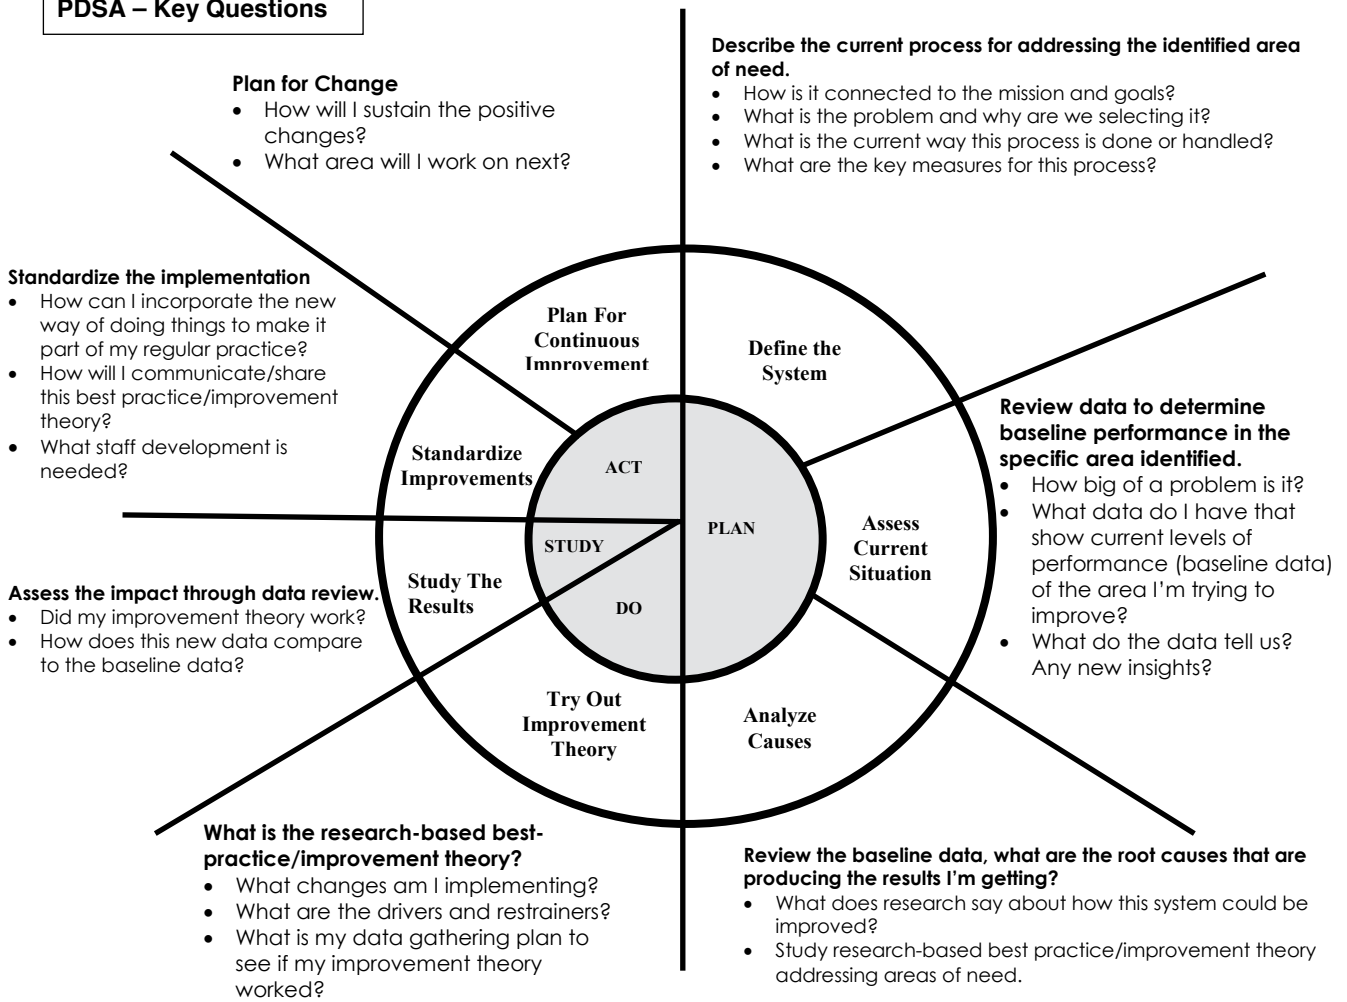 PDSA – Key Questions
Plan for Change
• How will I sustain the positive
changes?
• What area will I work on next?
Describe the current process for addressing the identified area
of need.
• How is it connected to the mission and goals?
• What is the problem and why are we selecting it?
• What is the current way this process is done or handled?
• What are the key measures for this process?
Standardize the implementation
• How can I incorporate the new
way of doing things to make it
part of my regular practice?
• How will I communicate/share
this best practice/improvement
theory?
• What staff development is
needed?
Plan For
Continuous
Improvement
Define the
System
Review data to determine
baseline performance in the
specific area identified.
• How big of a problem is it?
• What data do I have that
show current levels of
performance (baseline data)
of the area I’m trying to
improve?
• What do the data tell us?
Any new insights?
Standardize
Improvements
ACT
PLAN
STUDY
DO
Assess
Current
Situation
Study The
Results
Assess the impact through data review.
• Did my improvement theory work?
• How does this new data compare
to the baseline data?
Try Out
Improvement
Theory
Analyze
Causes
What is the research-based best-
practice/improvement theory?
• What changes am I implementing?
• What are the drivers and restrainers?
• What is my data gathering plan to
see if my improvement theory
worked?
Review the baseline data, what are the root causes that are
producing the results I’m getting?
• What does research say about how this system could be
improved?
• Study research-based best practice/improvement theory
addressing areas of need.